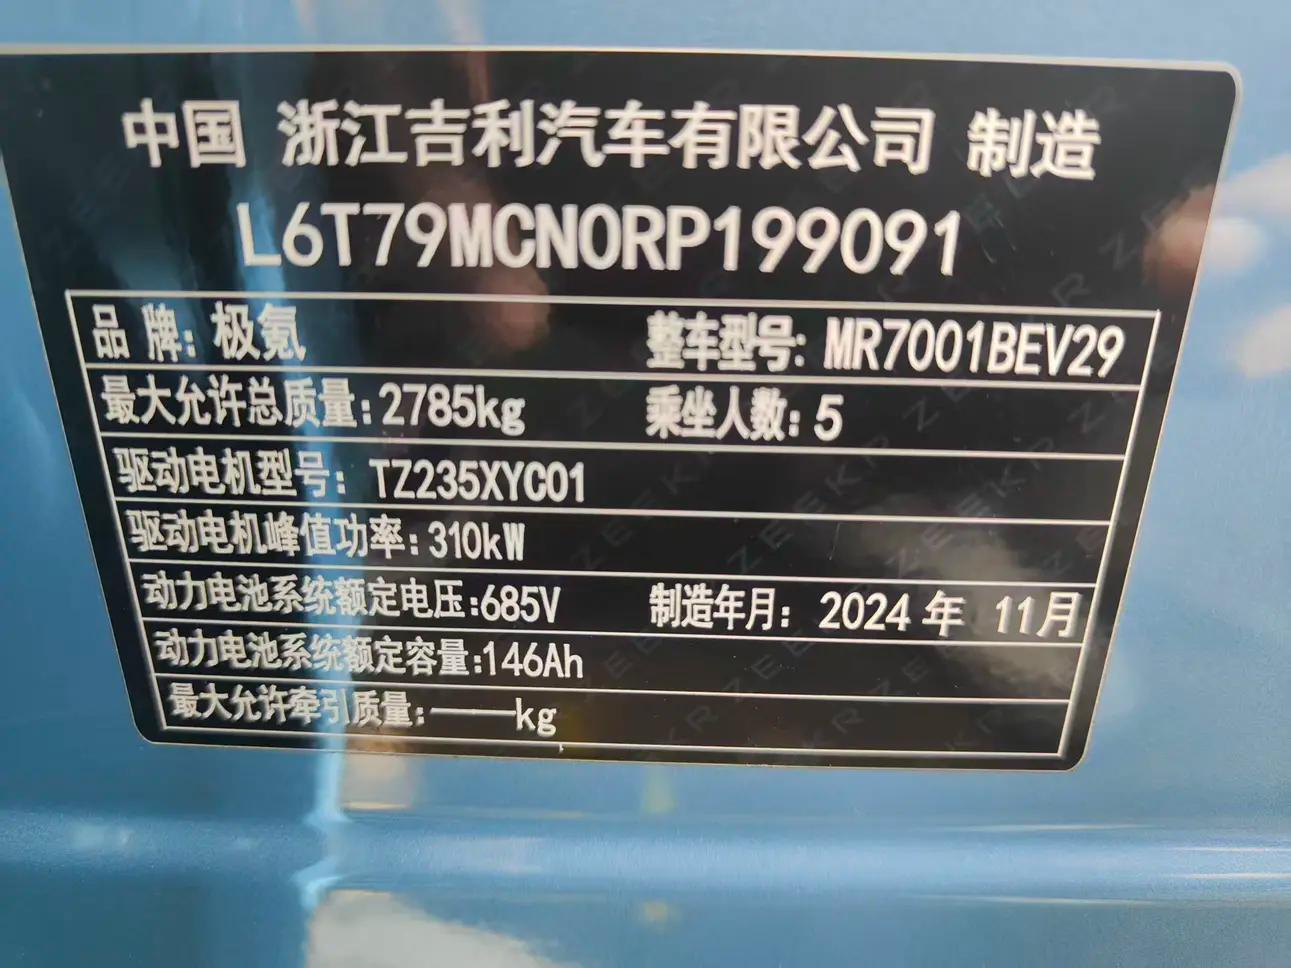 中国 浙江吉利汽车有限公司 制造
L6T79MCN0RP199091
品 牌: 极氪 整车型号: MR7001BEV29
最大允许总质量:2785kg 乘坐人数: 5
驱动电机型号: TZ235XYC01
驱动电机峰值功率:310kW
动力电池系统额定电压:685V 制造年月: 2024 年 11月
动力电池系统额定容量:146Ah
最大允许牵引质量:——kg
ZEEKR ZEEKR ZEEKR